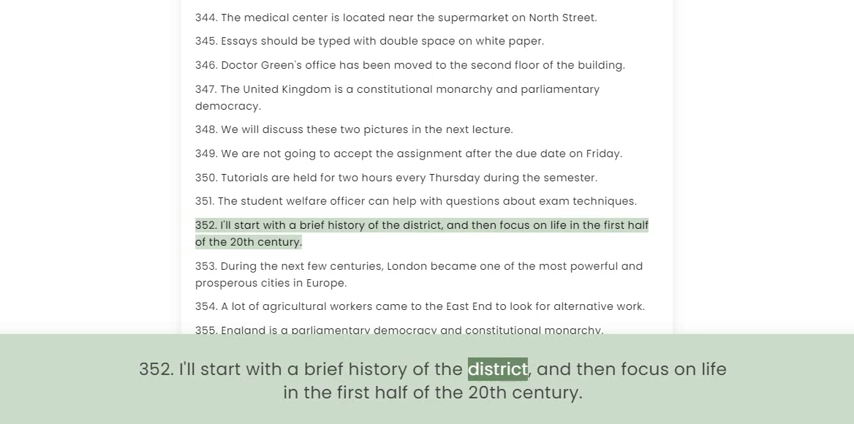 344. The medical center is located near the supermarket on North Street.
345. Essays should be typed with double space on white paper.
346. Doctor Green's office has been moved to the second floor of the building.
347. The United Kingdom is a constitutional monarchy and parliamentary
democracy.
348. We will discuss these two pictures in the next lecture.
349. We are not going to accept the assignment after the due date on Friday.
350. Tutorials are held for two hours every Thursday during the semester.
351. The student welfare officer can help with questions about exam techniques.
352. I'll start with a brief history of the district, and then focus on life in the first half
of the 20th century.
353. During the next few centuries, London became one of the most powerful and
prosperous cities in Europe.
354. A lot of agricultural workers came to the East End to look for alternative work.
355. England is a parliamentary democracy and constitutional monarchy.
352. I'll start with a brief history of the district, and then focus on life
in the first half of the 20th century.